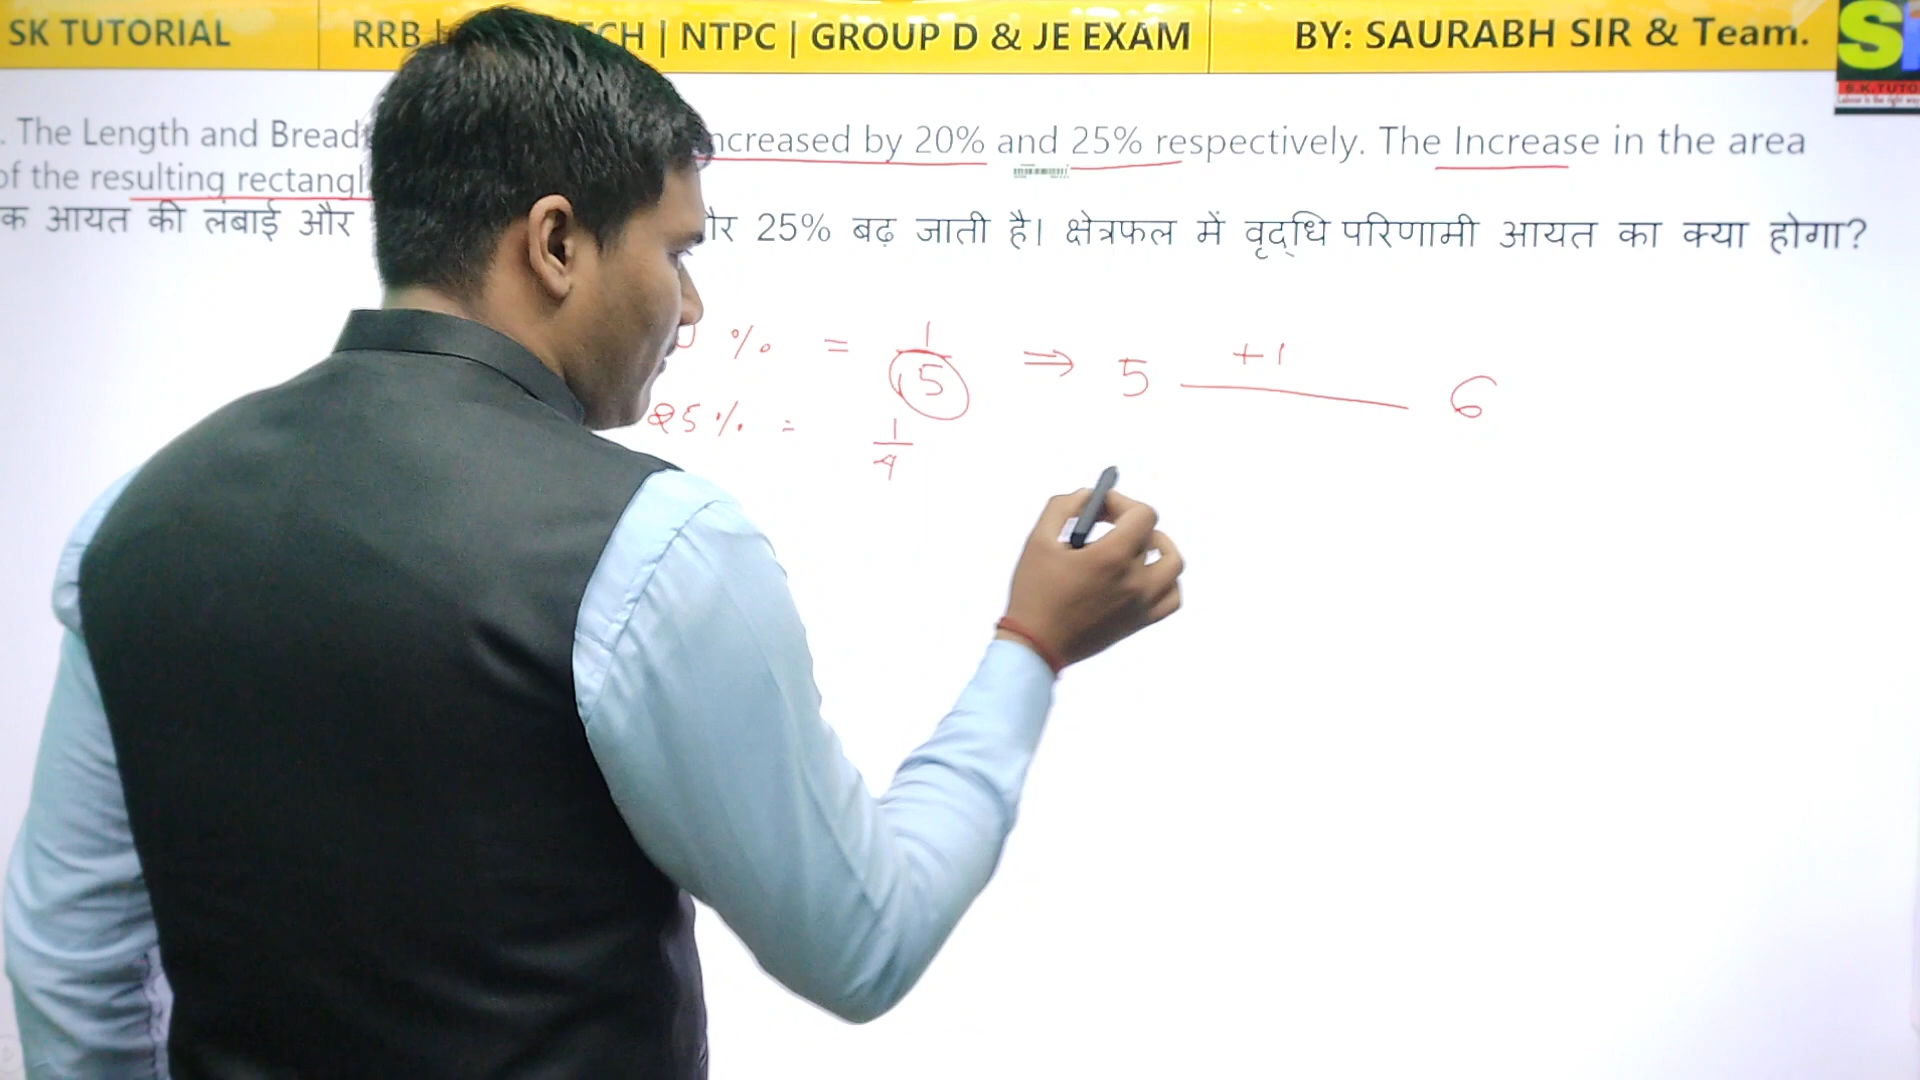 SK TUTORIAL
RRB | CH | NTPC | GROUP D & JE EXAM
BY: SAURABH SIR & Team.
S.K.TUTO
. The Length and Bread ncreased by 20% and 25% respectively. The Increase in the area
of the resulting rectangl
क आयत की लंबाई और 25% बढ़ जाती है। क्षेत्रफल में वृद्धि परिणामी आयत का क्या होगा?
0 % = 1/5 ⇒ 5 +1 6
25% = 1/4